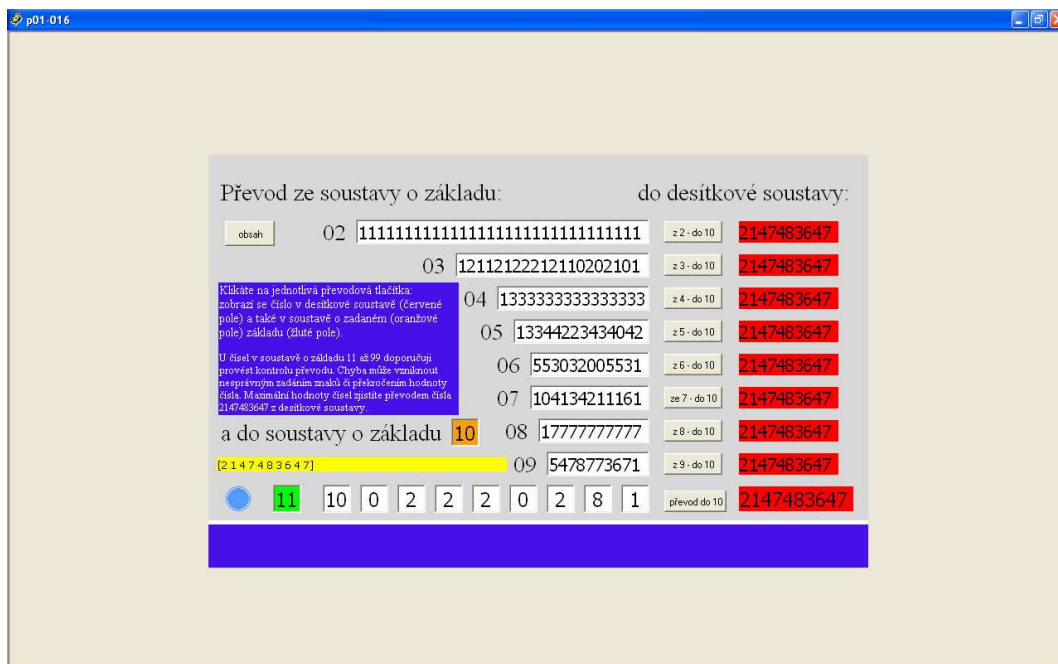 p01-016
Převod ze soustavy o základu: do desítkové soustavy:
obsah 02 1111111111111111111111111111111 z 2 - do 10 2147483647
03 12112122212110202101 z 3 - do 10 2147483647
Klikáte na jednotlivá převodová tlačítka:
zobrazí se číslo v desítkové soustavě (červené
pole) a také v soustavě o zadaném (oranžové
pole) základu (žluté pole).
U čísel v soustavě o základu 11 až 99 doporučuji
provést kontrolu převodu. Chyba může vzniknout
nesprávným zadáním znaků či překročením hodnoty
čísla. Maximální hodnoty čísel zjistíte převodem čísla
2147483647 z desítkové soustavy.
04 1333333333333333 z 4 - do 10 2147483647
05 13344223434042 z 5 - do 10 2147483647
06 553032005531 z 6 - do 10 2147483647
07 104134211161 ze 7 - do 10 2147483647
a do soustavy o základu 10 08 17777777777 z 8 - do 10 2147483647
[2 1 4 7 4 8 3 6 4 7] 09 5478773671 z 9 - do 10 2147483647
11 10 0 2 2 2 0 2 8 1 převod do 10 2147483647